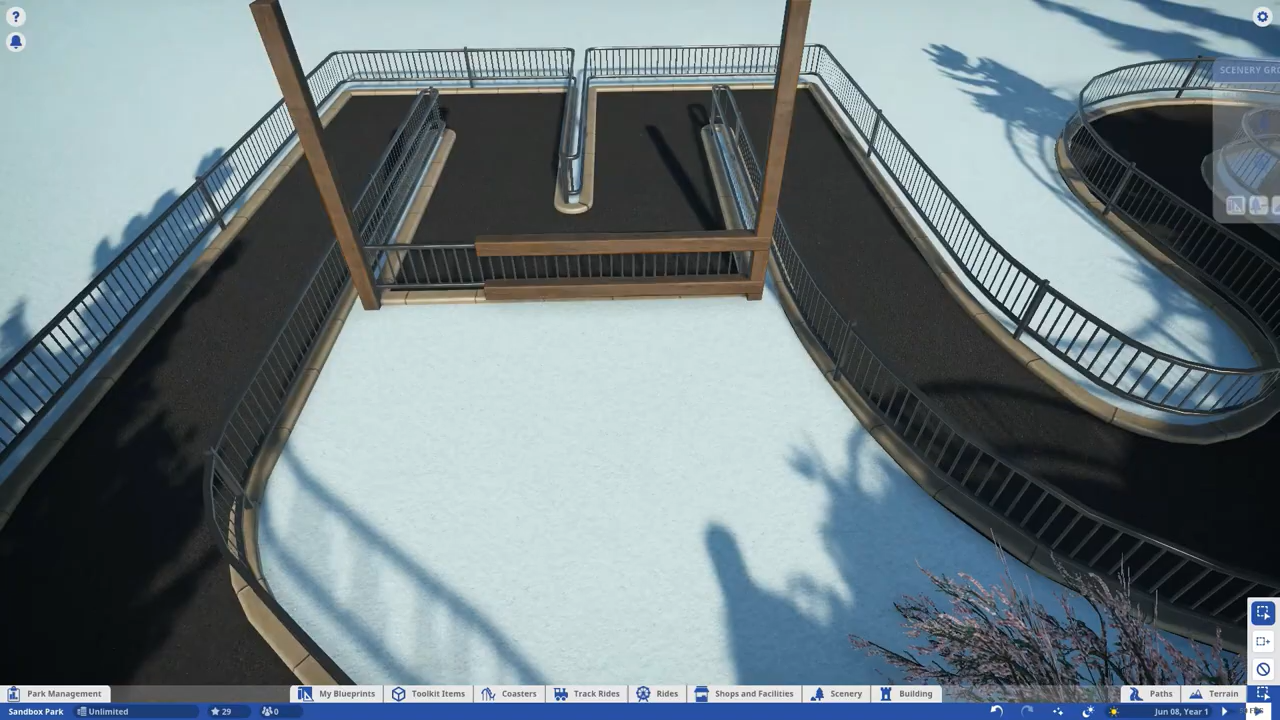 ?
SCENERY GR
Park Management
My Blueprints
Toolkit Items
Coasters
Track Rides
Rides
Shops and Facilities
Scenery
Building
Paths
Terrain
Sandbox Park
Unlimited
29
0
Jun 08, Year 1